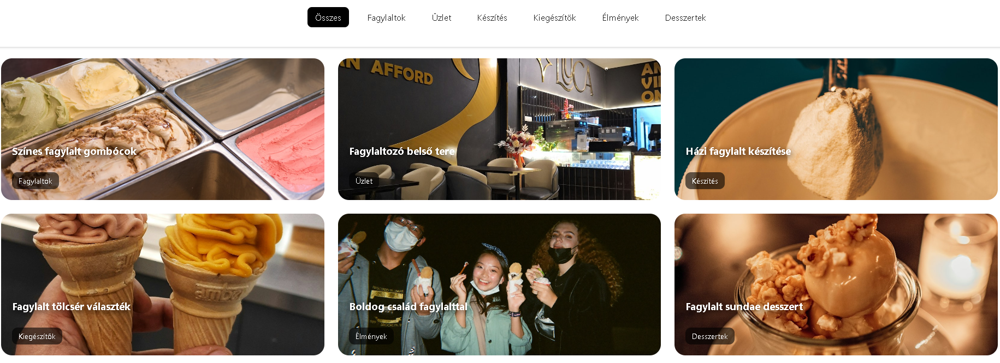 Összes
Fagylaltok
Üzlet
Készítés
Kiegészítők
Élmények
Desszertek
AN AFFORD
LUCA
Színes fagylalt gombócok
Fagylaltok
Fagylaltozó belső tere
Üzlet
Házi fagylalt készítése
Készítés
Fagylalt tölcsér választék
Kiegészítők
Boldog család fagylalttal
Élmények
Fagylalt sundae desszert
Desszertek